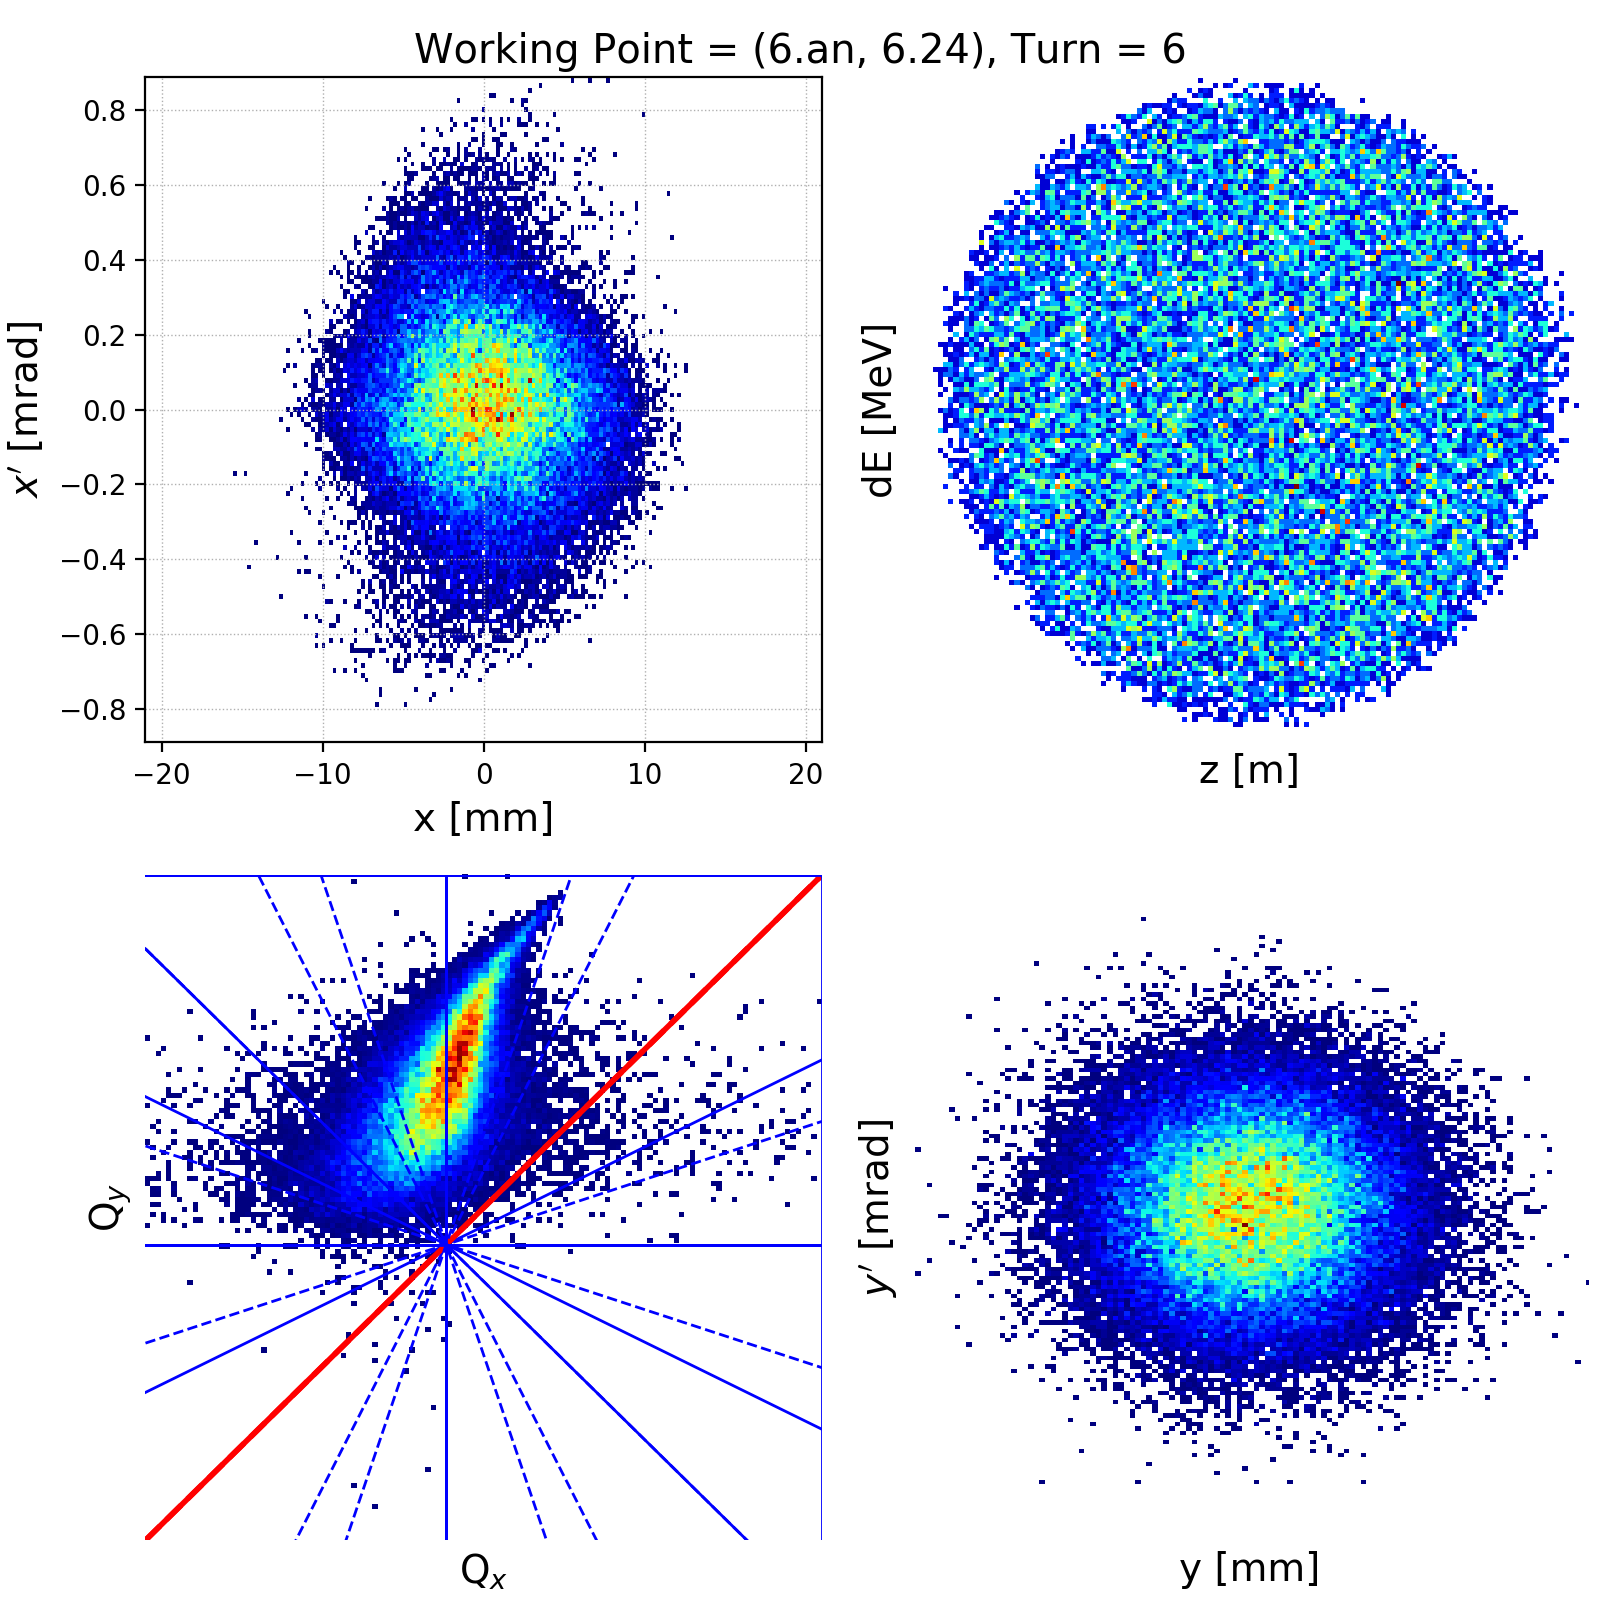 Working Point = (6.an, 6.24), Turn = 6
x′ [mrad]
0.8
0.6
0.4
0.2
0.0
−0.2
−0.4
−0.6
−0.8
−20
−10
0
10
20
x [mm]
dE [MeV]
z [m]
Qy
Qx
y′ [mrad]
y [mm]